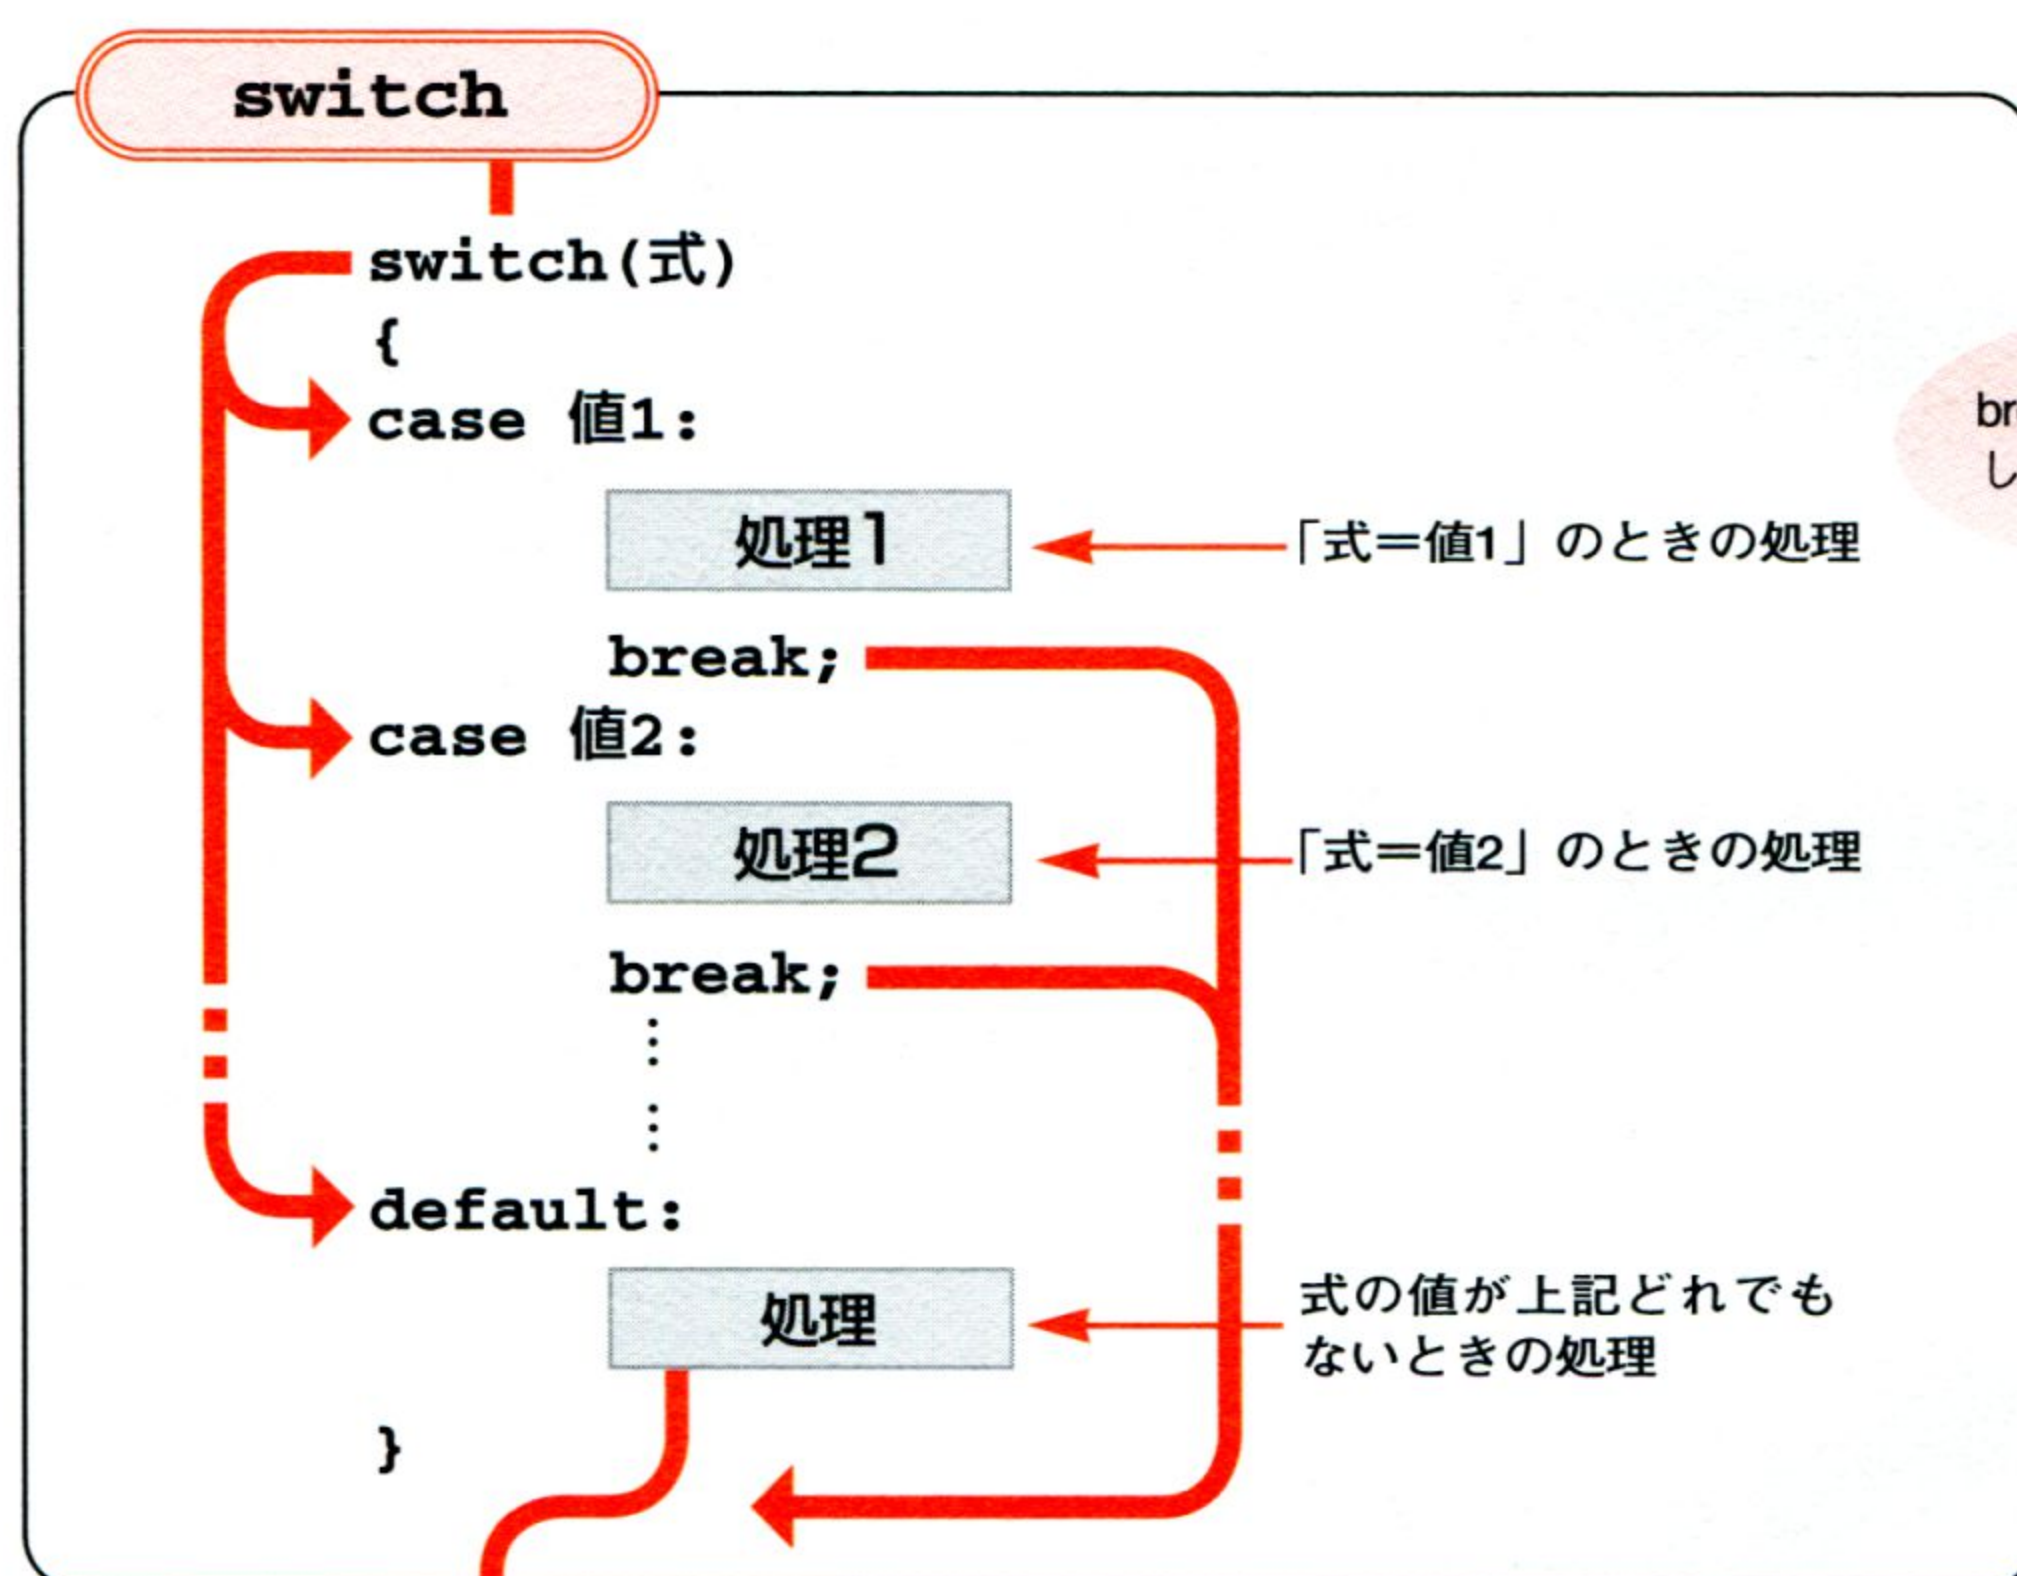 switch
switch(式)
{
case 値1:
処理1
「式＝値1」のときの処理
break;
case 値2:
処理2
「式＝値2」のときの処理
break;
default:
処理
式の値が上記どれでも
ないときの処理
}